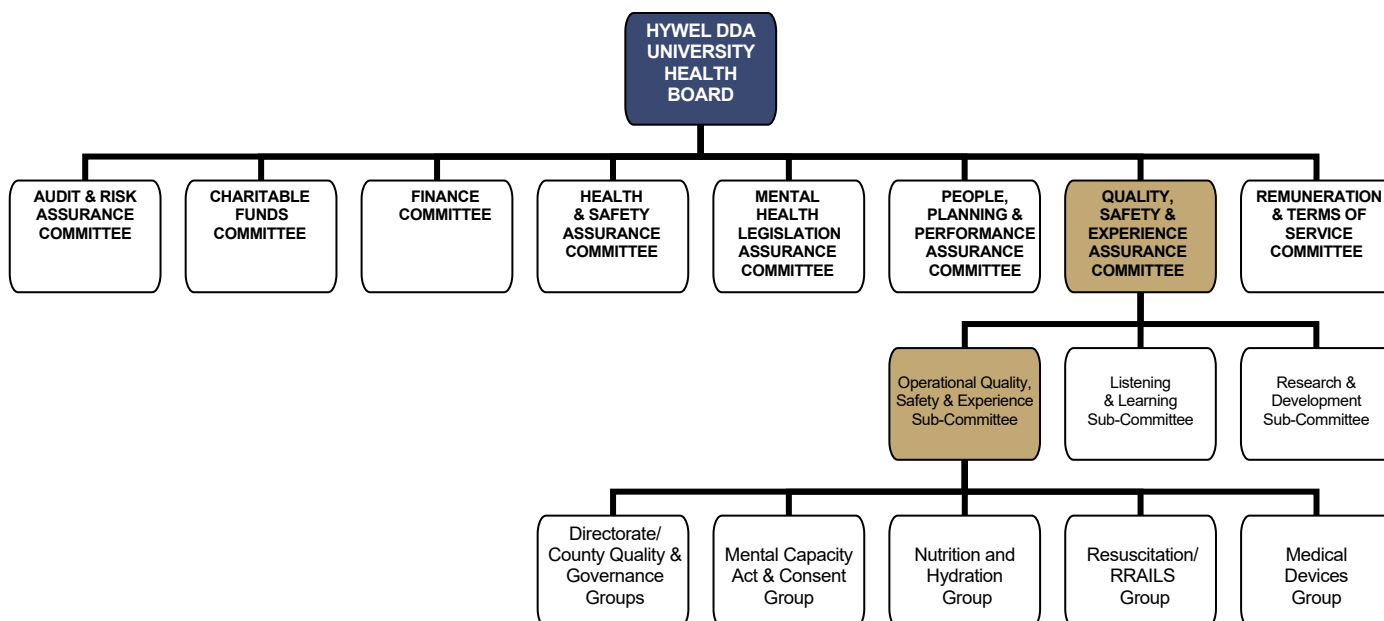 HYWEL DDA
UNIVERSITY
HEALTH
BOARD
AUDIT & RISK
ASSURANCE
COMMITTEE
CHARITABLE
FUNDS
COMMITTEE
FINANCE
COMMITTEE
HEALTH
& SAFETY
ASSURANCE
COMMITTEE
MENTAL
HEALTH
LEGISLATION
ASSURANCE
COMMITTEE
PEOPLE,
PLANNING &
PERFORMANCE
ASSURANCE
COMMITTEE
QUALITY,
SAFETY &
EXPERIENCE
ASSURANCE
COMMITTEE
REMUNERATION
& TERMS OF
SERVICE
COMMITTEE
Operational Quality,
Safety & Experience
Sub-Committee
Listening
& Learning
Sub-Committee
Research &
Development
Sub-Committee
Directorate/
County Quality &
Governance
Groups
Mental Capacity
Act & Consent
Group
Nutrition and
Hydration
Group
Resuscitation/
RRAILS
Group
Medical
Devices
Group